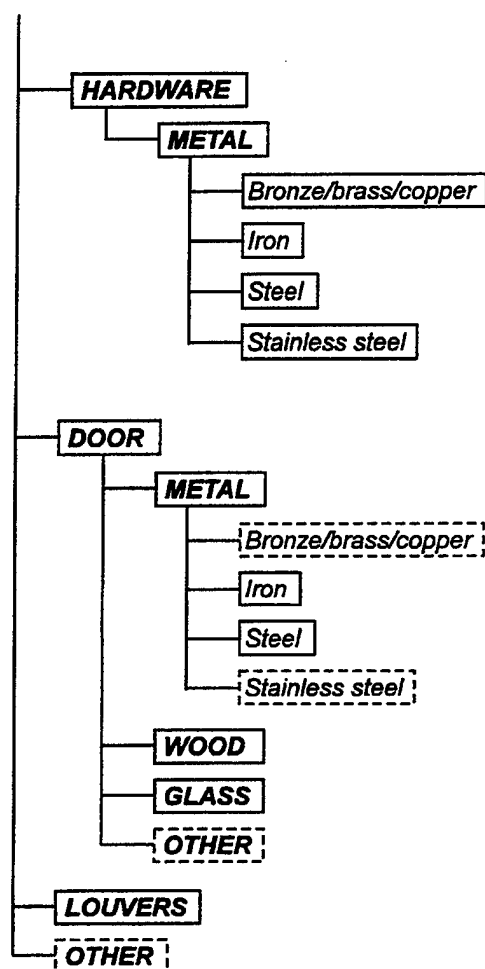 HARDWARE
METAL
Bronze/brass/copper
Iron
Steel
Stainless steel
DOOR
METAL
Bronze/brass/copper
Iron
Steel
Stainless steel
WOOD
GLASS
OTHER
LOUVERS
OTHER